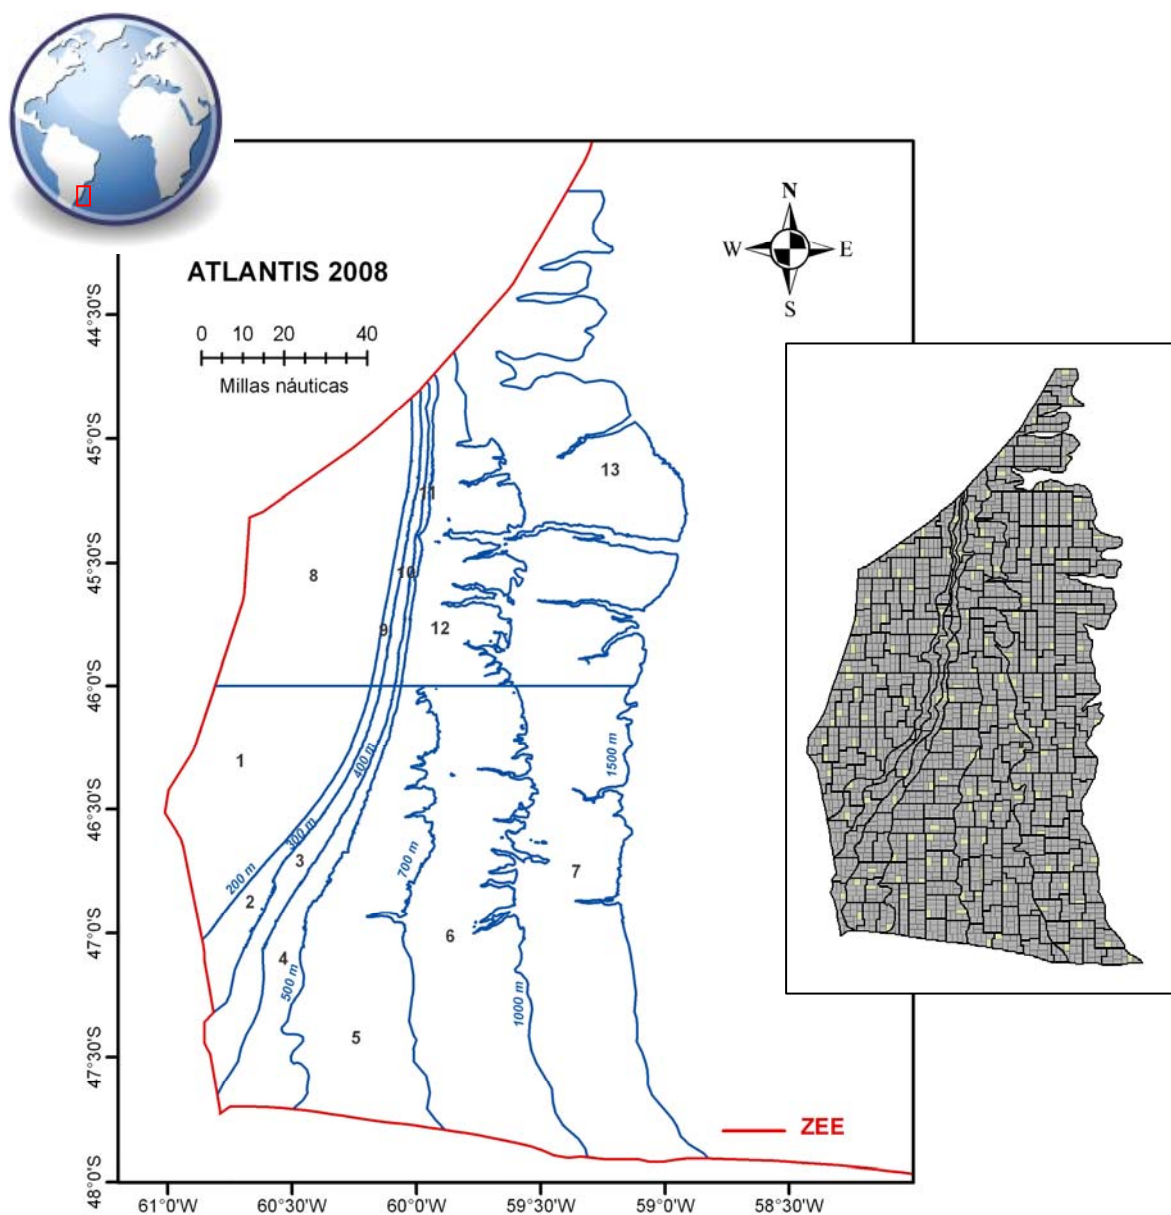 N
W E
S
ATLANTIS 2008
0 10 20 40
Millas náuticas
44°30'S
45°0'S
45°30'S
46°0'S
46°30'S
47°0'S
47°30'S
48°0'S
13
11
8
10
9
12
1
400 m
1500 m
300 m
3
200 m
700 m
7
2
6
4
500 m
1000 m
5
ZEE
61°0'W 60°30'W 60°0'W 59°30'W 59°0'W 58°30'W